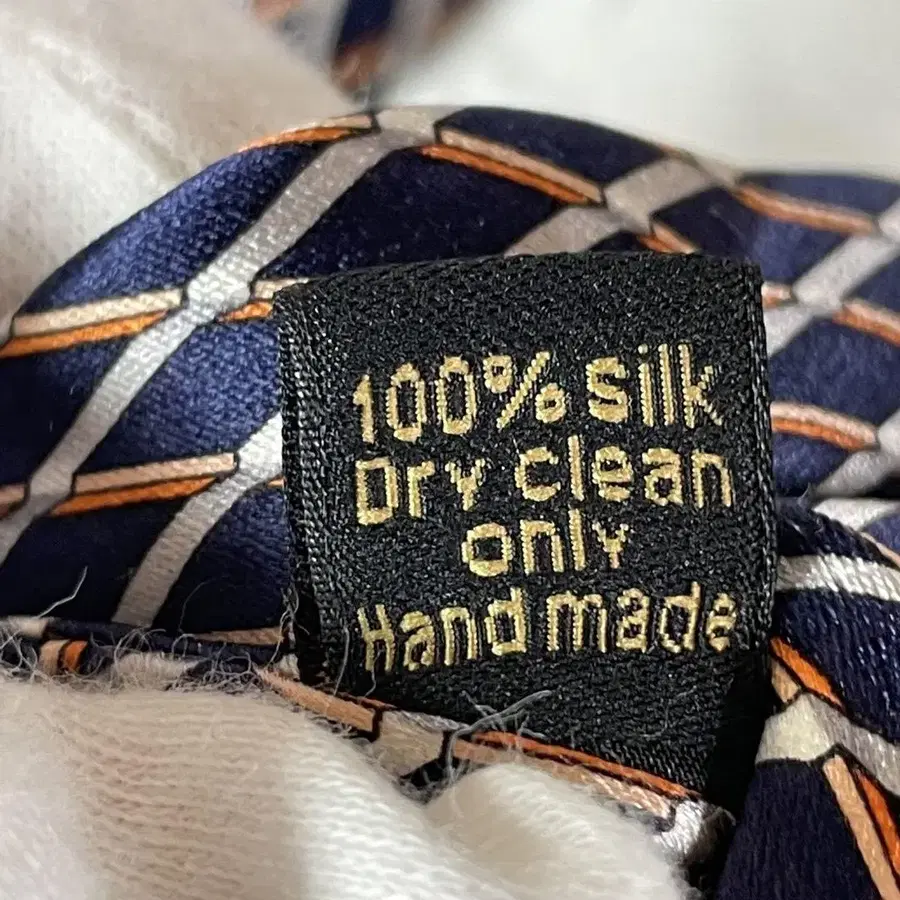 100% silk
Dry clean
only
Hand made